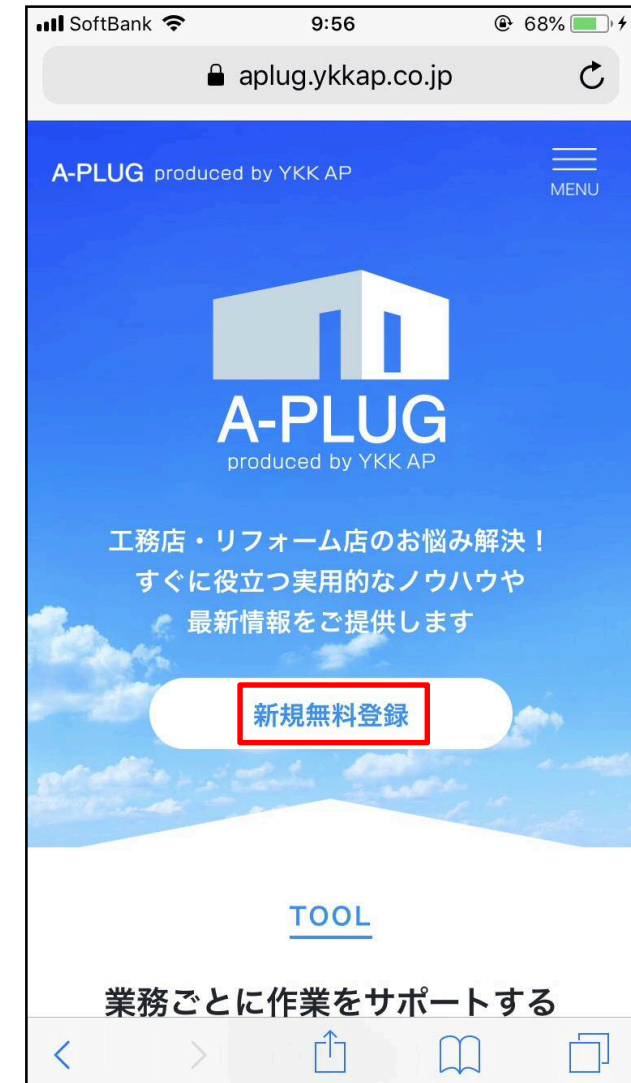 SoftBank 9:56 68%
aplug.ykkap.co.jp
A-PLUG produced by YKK AP
MENU
A-PLUG
produced by YKK AP
工務店・リフォーム店のお悩み解決！
すぐに役立つ実用的なノウハウや
最新情報をご提供します
新規無料登録
TOOL
業務ごとに作業をサポートする